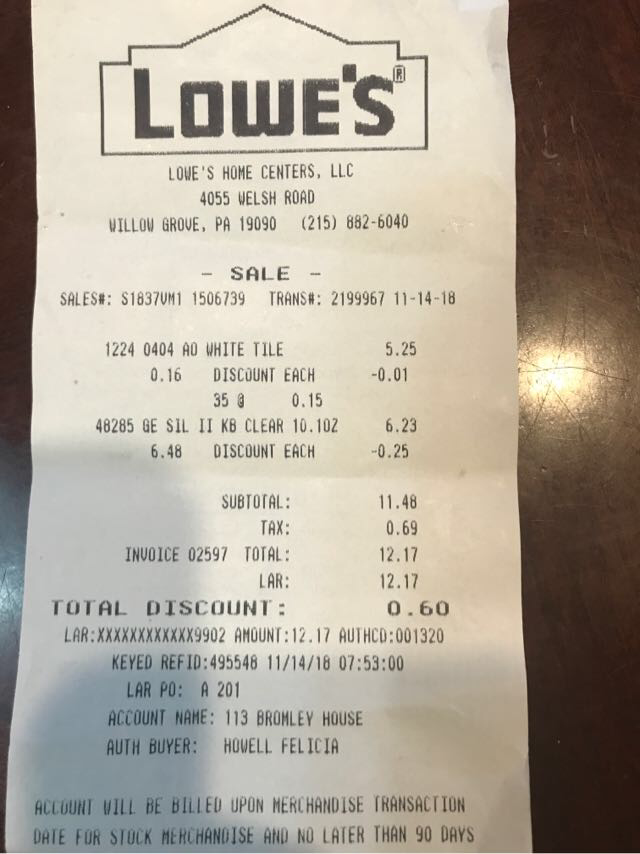 LOWE'S®
LOWE'S HOME CENTERS, LLC
4055 WELSH ROAD
WILLOW GROVE, PA 19090 (215) 882-6040
- SALE -
SALES#: S1837VM1 1506739 TRANS#: 2199967 11-14-18
1224 0404 AO WHITE TILE 5.25
0.16 DISCOUNT EACH -0.01
35 @ 0.15
48285 GE SIL II KB CLEAR 10.1OZ 6.23
6.48 DISCOUNT EACH -0.25
SUBTOTAL: 11.48
TAX: 0.69
INVOICE 02597 TOTAL: 12.17
LAR: 12.17
TOTAL DISCOUNT: 0.60
LAR:XXXXXXXXXXXX9902 AMOUNT:12.17 AUTHCD:001320
KEYED REFID:495548 11/14/18 07:53:00
LAR PO: A 201
ACCOUNT NAME: 113 BROMLEY HOUSE
AUTH BUYER: HOWELL FELICIA
ACCOUNT WILL BE BILLED UPON MERCHANDISE TRANSACTION
DATE FOR STOCK MERCHANDISE AND NO LATER THAN 90 DAYS